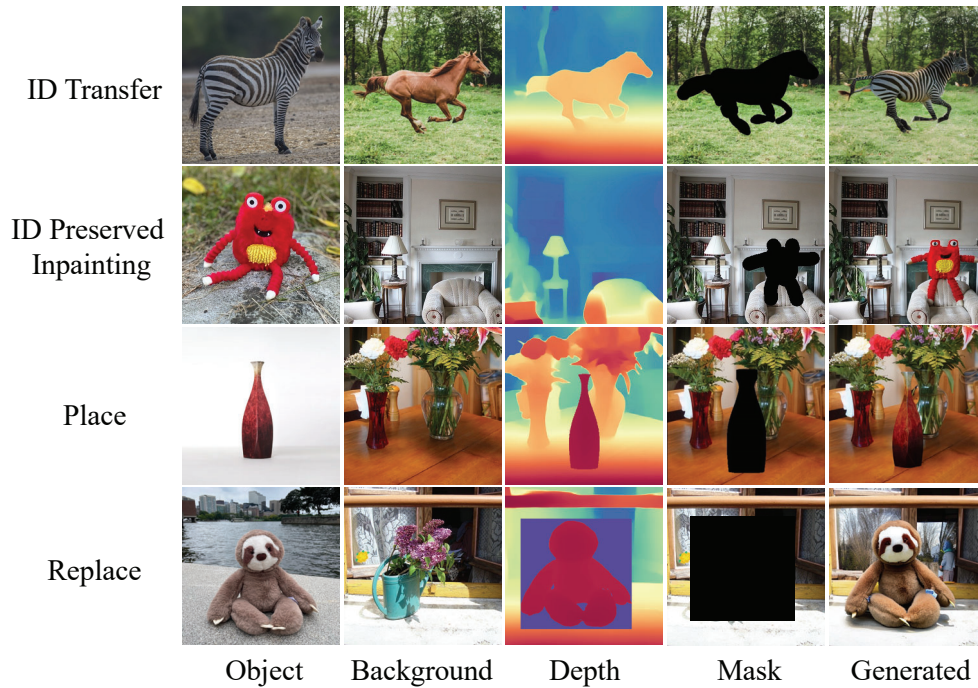 ID Transfer
ID Preserved
Inpainting
Place
Replace
Object Background Depth Mask Generated